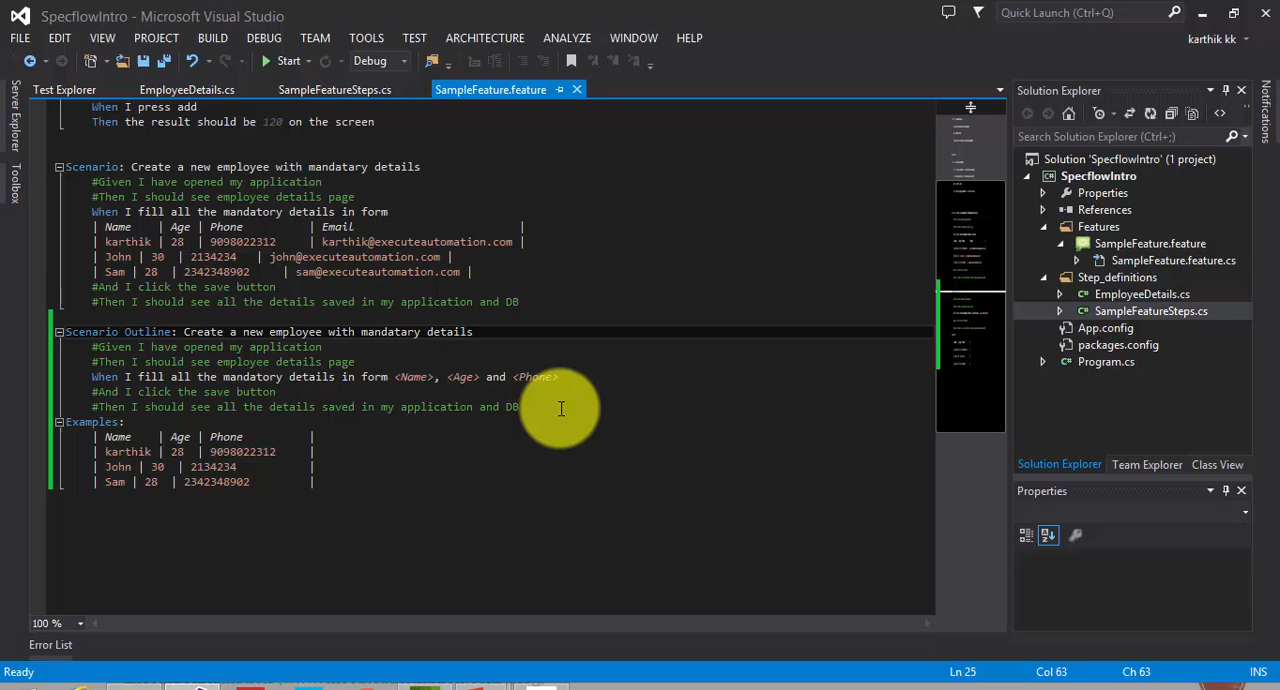 SpecflowIntro - Microsoft Visual Studio
Quick Launch (Ctrl+Q)
FILE EDIT VIEW PROJECT BUILD DEBUG TEAM TOOLS TEST ARCHITECTURE ANALYZE WINDOW HELP
karthik kk
Start Debug
Server Explorer
Toolbox
Test Explorer EmployeeDetails.cs SampleFeatureSteps.cs SampleFeature.feature
When I press add
Then the result should be 120 on the screen
Scenario: Create a new employee with mandatary details
#Given I have opened my application
#Then I should see employee details page
When I fill all the mandatory details in form
| Name | Age | Phone | Email |
| karthik | 28 | 9098022312 | karthik@executeautomation.com |
| John | 30 | 2134234 | john@executeautomation.com |
| Sam | 28 | 2342348902 | sam@executeautomation.com |
#And I click the save button
#Then I should see all the details saved in my application and DB
Scenario Outline: Create a new employee with mandatary details
#Given I have opened my application
#Then I should see employee details page
When I fill all the mandatory details in form <Name>, <Age> and <Phone>
#And I click the save button
#Then I should see all the details saved in my application and DB
Examples:
| Name | Age | Phone |
| karthik | 28 | 9098022312
| John | 30 | 2134234 |
| Sam | 28 | 2342348902 |
100 %
Solution Explorer
Search Solution Explorer (Ctrl+;)
Solution 'SpecflowIntro' (1 project)
SpecflowIntro
Properties
References
Features
SampleFeature.feature
SampleFeature.feature.cs
Step_definitions
EmployeeDetails.cs
SampleFeatureSteps.cs
App.config
packages.config
Program.cs
Solution Explorer Team Explorer Class View
Properties
Notifications
Error List
Ready Ln 25 Col 63 Ch 63 INS